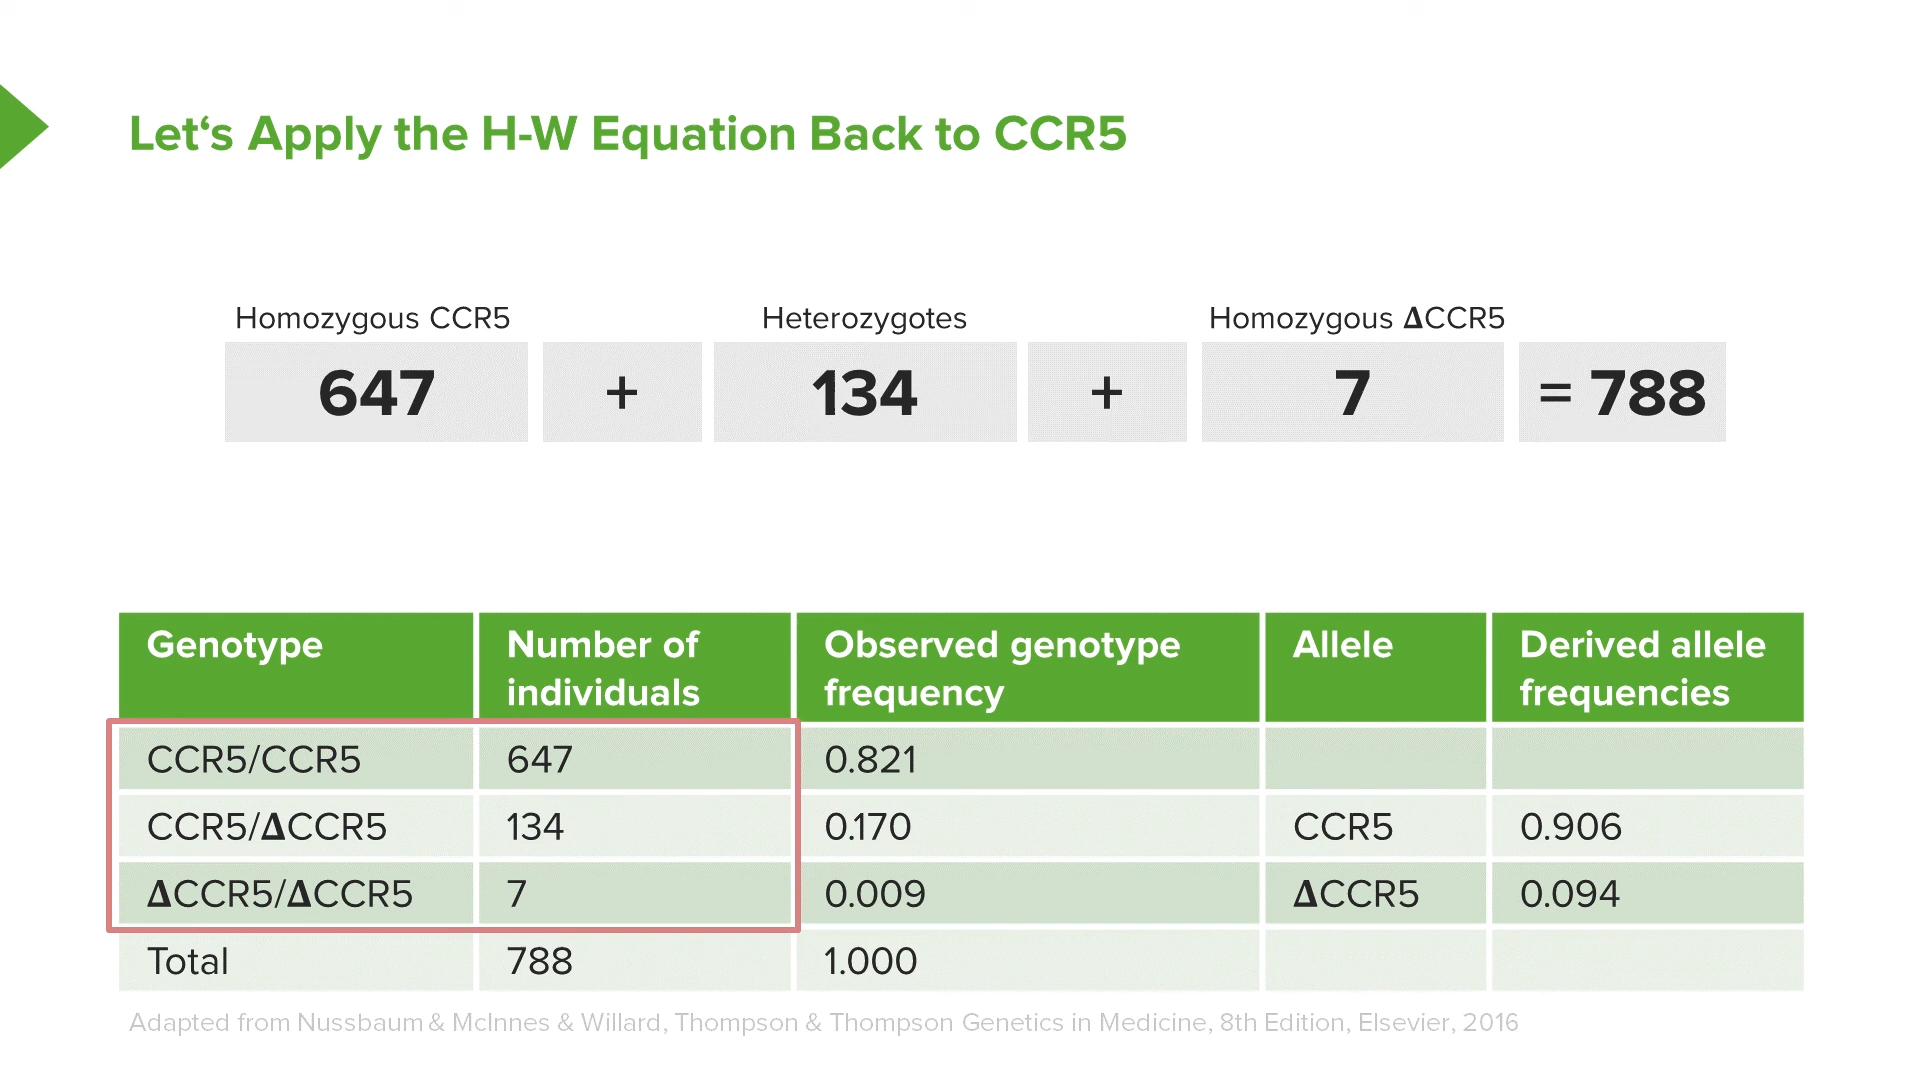 Let‘s Apply the H-W Equation Back to CCR5
Homozygous CCR5 Heterozygotes Homozygous ΔCCR5
647 + 134 + 7 = 788
Genotype Number of individuals Observed genotype frequency Allele Derived allele frequencies
CCR5/CCR5 647 0.821
CCR5/ΔCCR5 134 0.170 CCR5 0.906
ΔCCR5/ΔCCR5 7 0.009 ΔCCR5 0.094
Total 788 1.000
Adapted from Nussbaum & McInnes & Willard, Thompson & Thompson Genetics in Medicine, 8th Edition, Elsevier, 2016